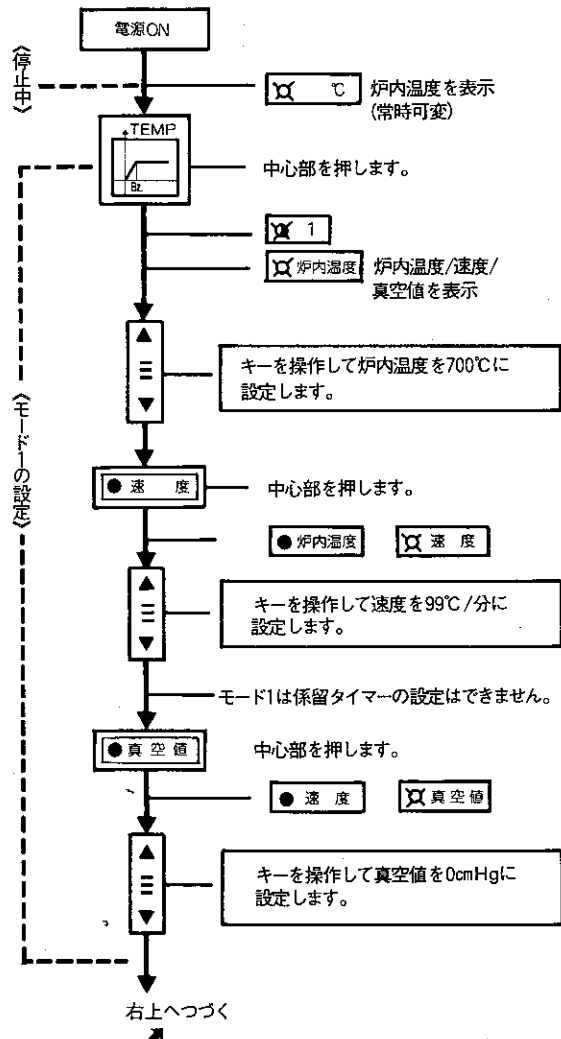 電源ON
〈停止中〉
℃ 炉内温度を表示
(常時可変)
TEMP
Bz.
中心部を押します。
1
炉内温度 炉内温度/速度/
真空値を表示
キーを操作して炉内温度を700℃に
設定します。
〈モード1の設定〉
速度 中心部を押します。
炉内温度 速度
キーを操作して速度を99℃/分に
設定します。
モード1は係留タイマーの設定はできません。
真空値 中心部を押します。
速度 真空値
キーを操作して真空値を0cmHgに
設定します。
右上へつづく